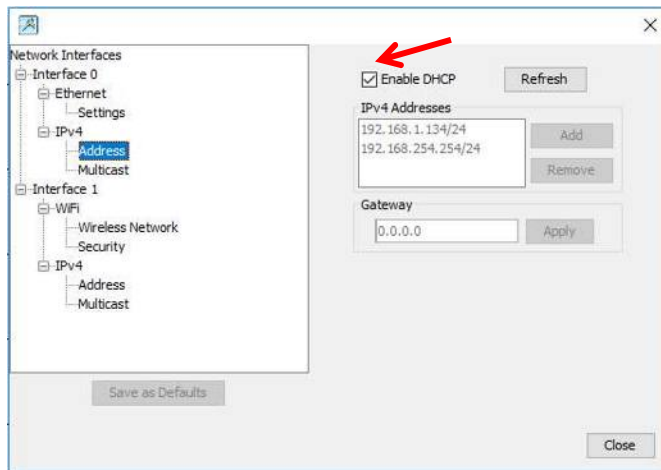 Network Interfaces
Interface 0
Ethernet
Settings
IPv4
Address
Multicast
Interface 1
WiFi
Wireless Network
Security
IPv4
Address
Multicast
Save as Defaults
Enable DHCP
Refresh
IPv4 Addresses
192.168.1.134/24
192.168.254.254/24
Add
Remove
Gateway
0.0.0.0
Apply
Close